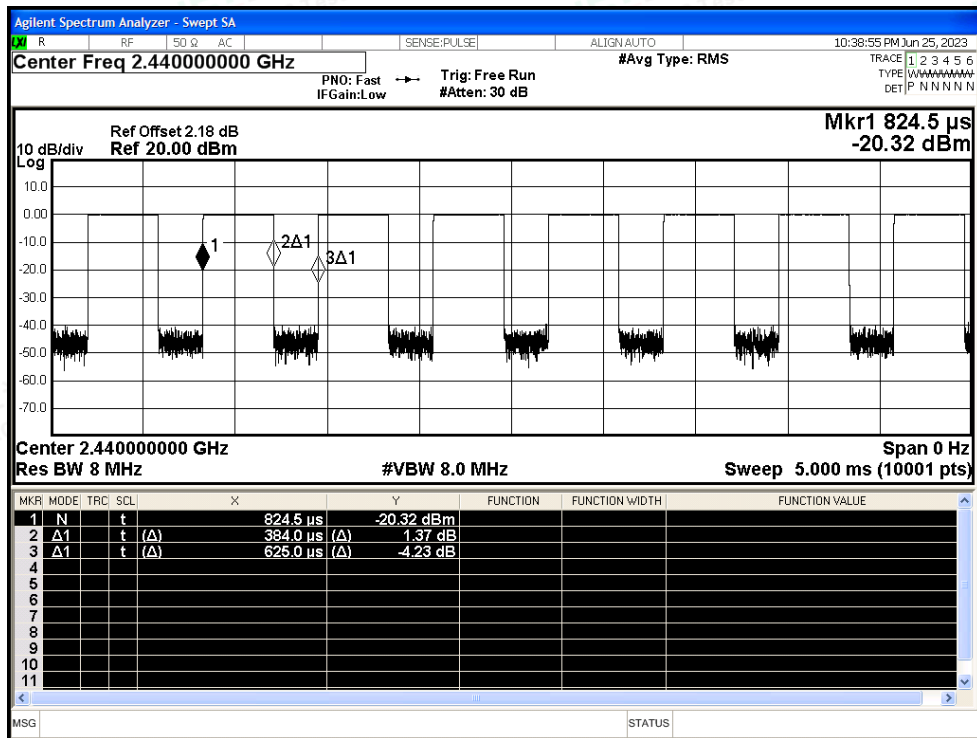 Agilent Spectrum Analyzer - Swept SA
LXI R RF 50 Ω AC SENSE:PULSE ALIGN AUTO 10:38:55 PM Jun 25, 2023
Center Freq 2.440000000 GHz
PNO: Fast
IFGain:Low
Trig: Free Run
#Atten: 30 dB
#Avg Type: RMS
TRACE 1 2 3 4 5 6
TYPE WWWWWW
DET P N N N N N
Mkr1 824.5 µs
-20.32 dBm
Ref Offset 2.18 dB
10 dB/div Ref 20.00 dBm
Log
10.0
0.00
-10.0
-20.0
-30.0
-40.0
-50.0
-60.0
-70.0
1
2Δ1
3Δ1
Center 2.440000000 GHz Span 0 Hz
Res BW 8 MHz #VBW 8.0 MHz Sweep 5.000 ms (10001 pts)
MKR MODE TRC SCL X Y FUNCTION FUNCTION WIDTH FUNCTION VALUE
1 N t 824.5 µs -20.32 dBm
2 Δ1 t (Δ) 384.0 µs (Δ) 1.37 dB
3 Δ1 t (Δ) 625.0 µs (Δ) -4.23 dB
4
5
6
7
8
9
10
11
MSG STATUS